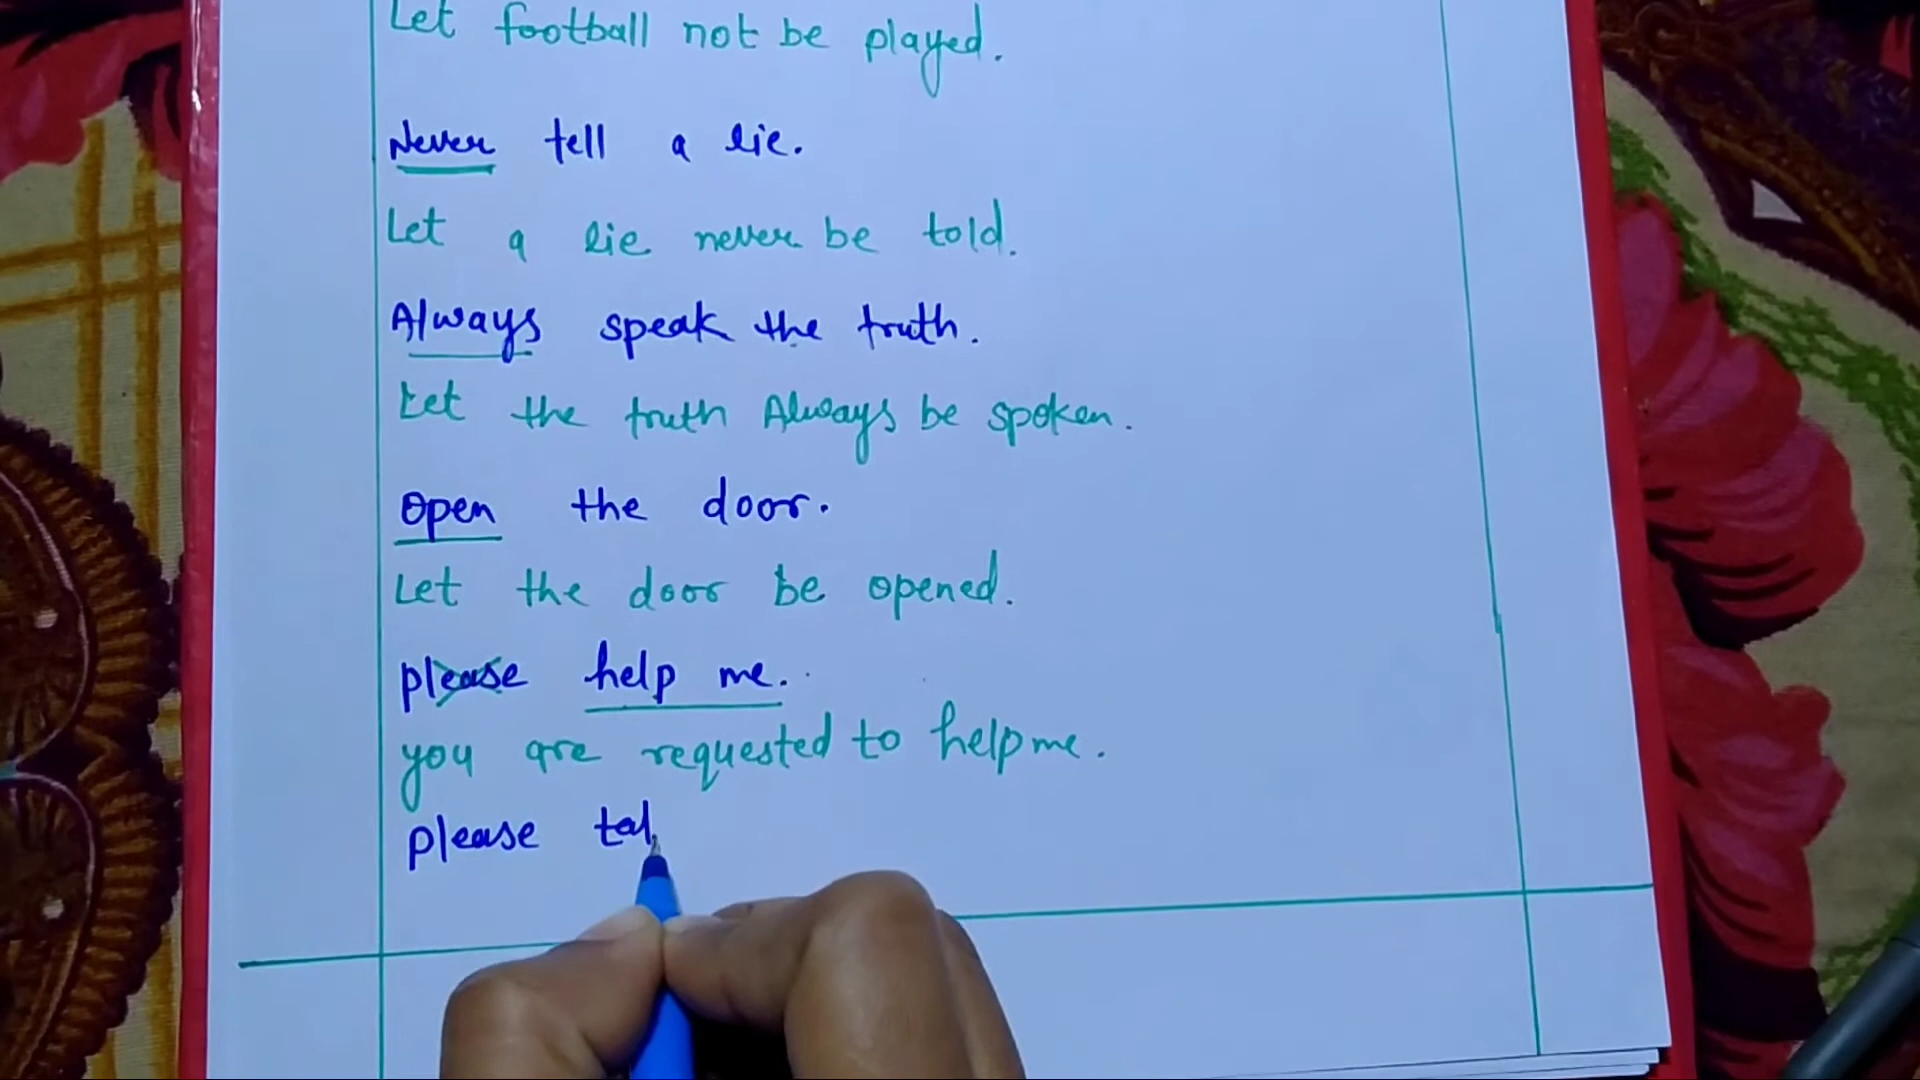 Let football not be played.
Never tell a lie.
Let a lie never be told.
Always speak the truth.
Let the truth Always be spoken.
Open the door.
Let the door be opened.
please help me.
you are requested to help me.
please